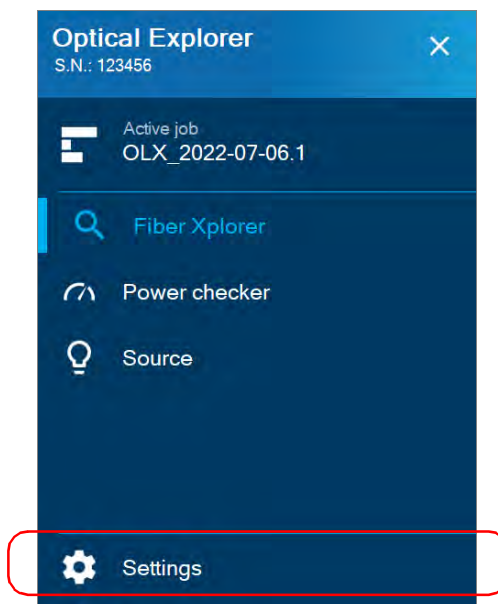 Optical Explorer
S.N.: 123456
Active job
OLX_2022-07-06.1
Fiber Xplorer
Power checker
Source
Settings